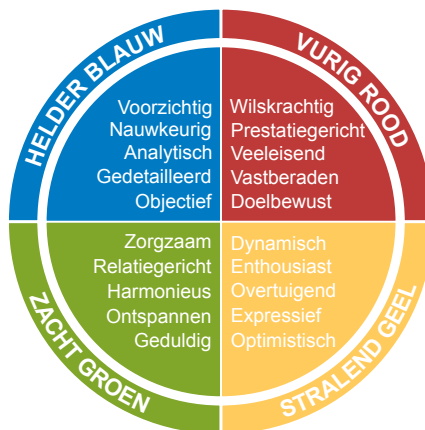 HELDER BLAUW
Voorzichtig
Nauwkeurig
Analytisch
Gedetailleerd
Objectief
VURIG ROOD
Wilskrachtig
Prestatiegericht
Veeleisend
Vastberaden
Doelbewust
ZACHT GROEN
Zorgzaam
Relatiegericht
Harmonieus
Ontspannen
Geduldig
STRALEND GEEL
Dynamisch
Enthousiast
Overtuigend
Expressief
Optimistisch